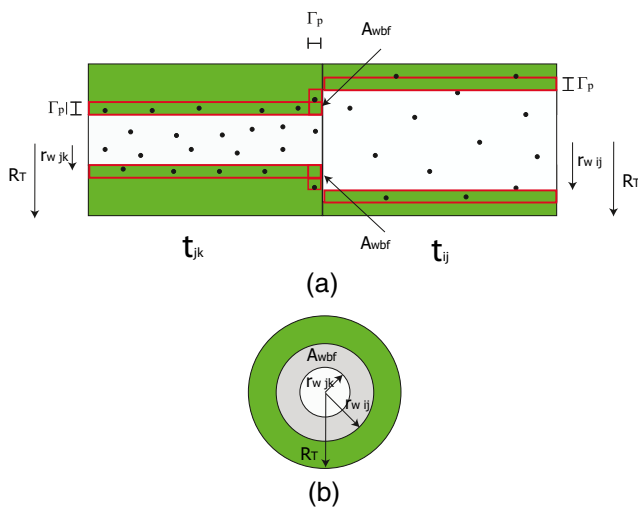 Γp
Awbf
Γp
Γp
rw jk
RT
rw ij
RT
Awbf
tjk
tij
(a)
Awbf
rw jk
rw ij
RT
(b)